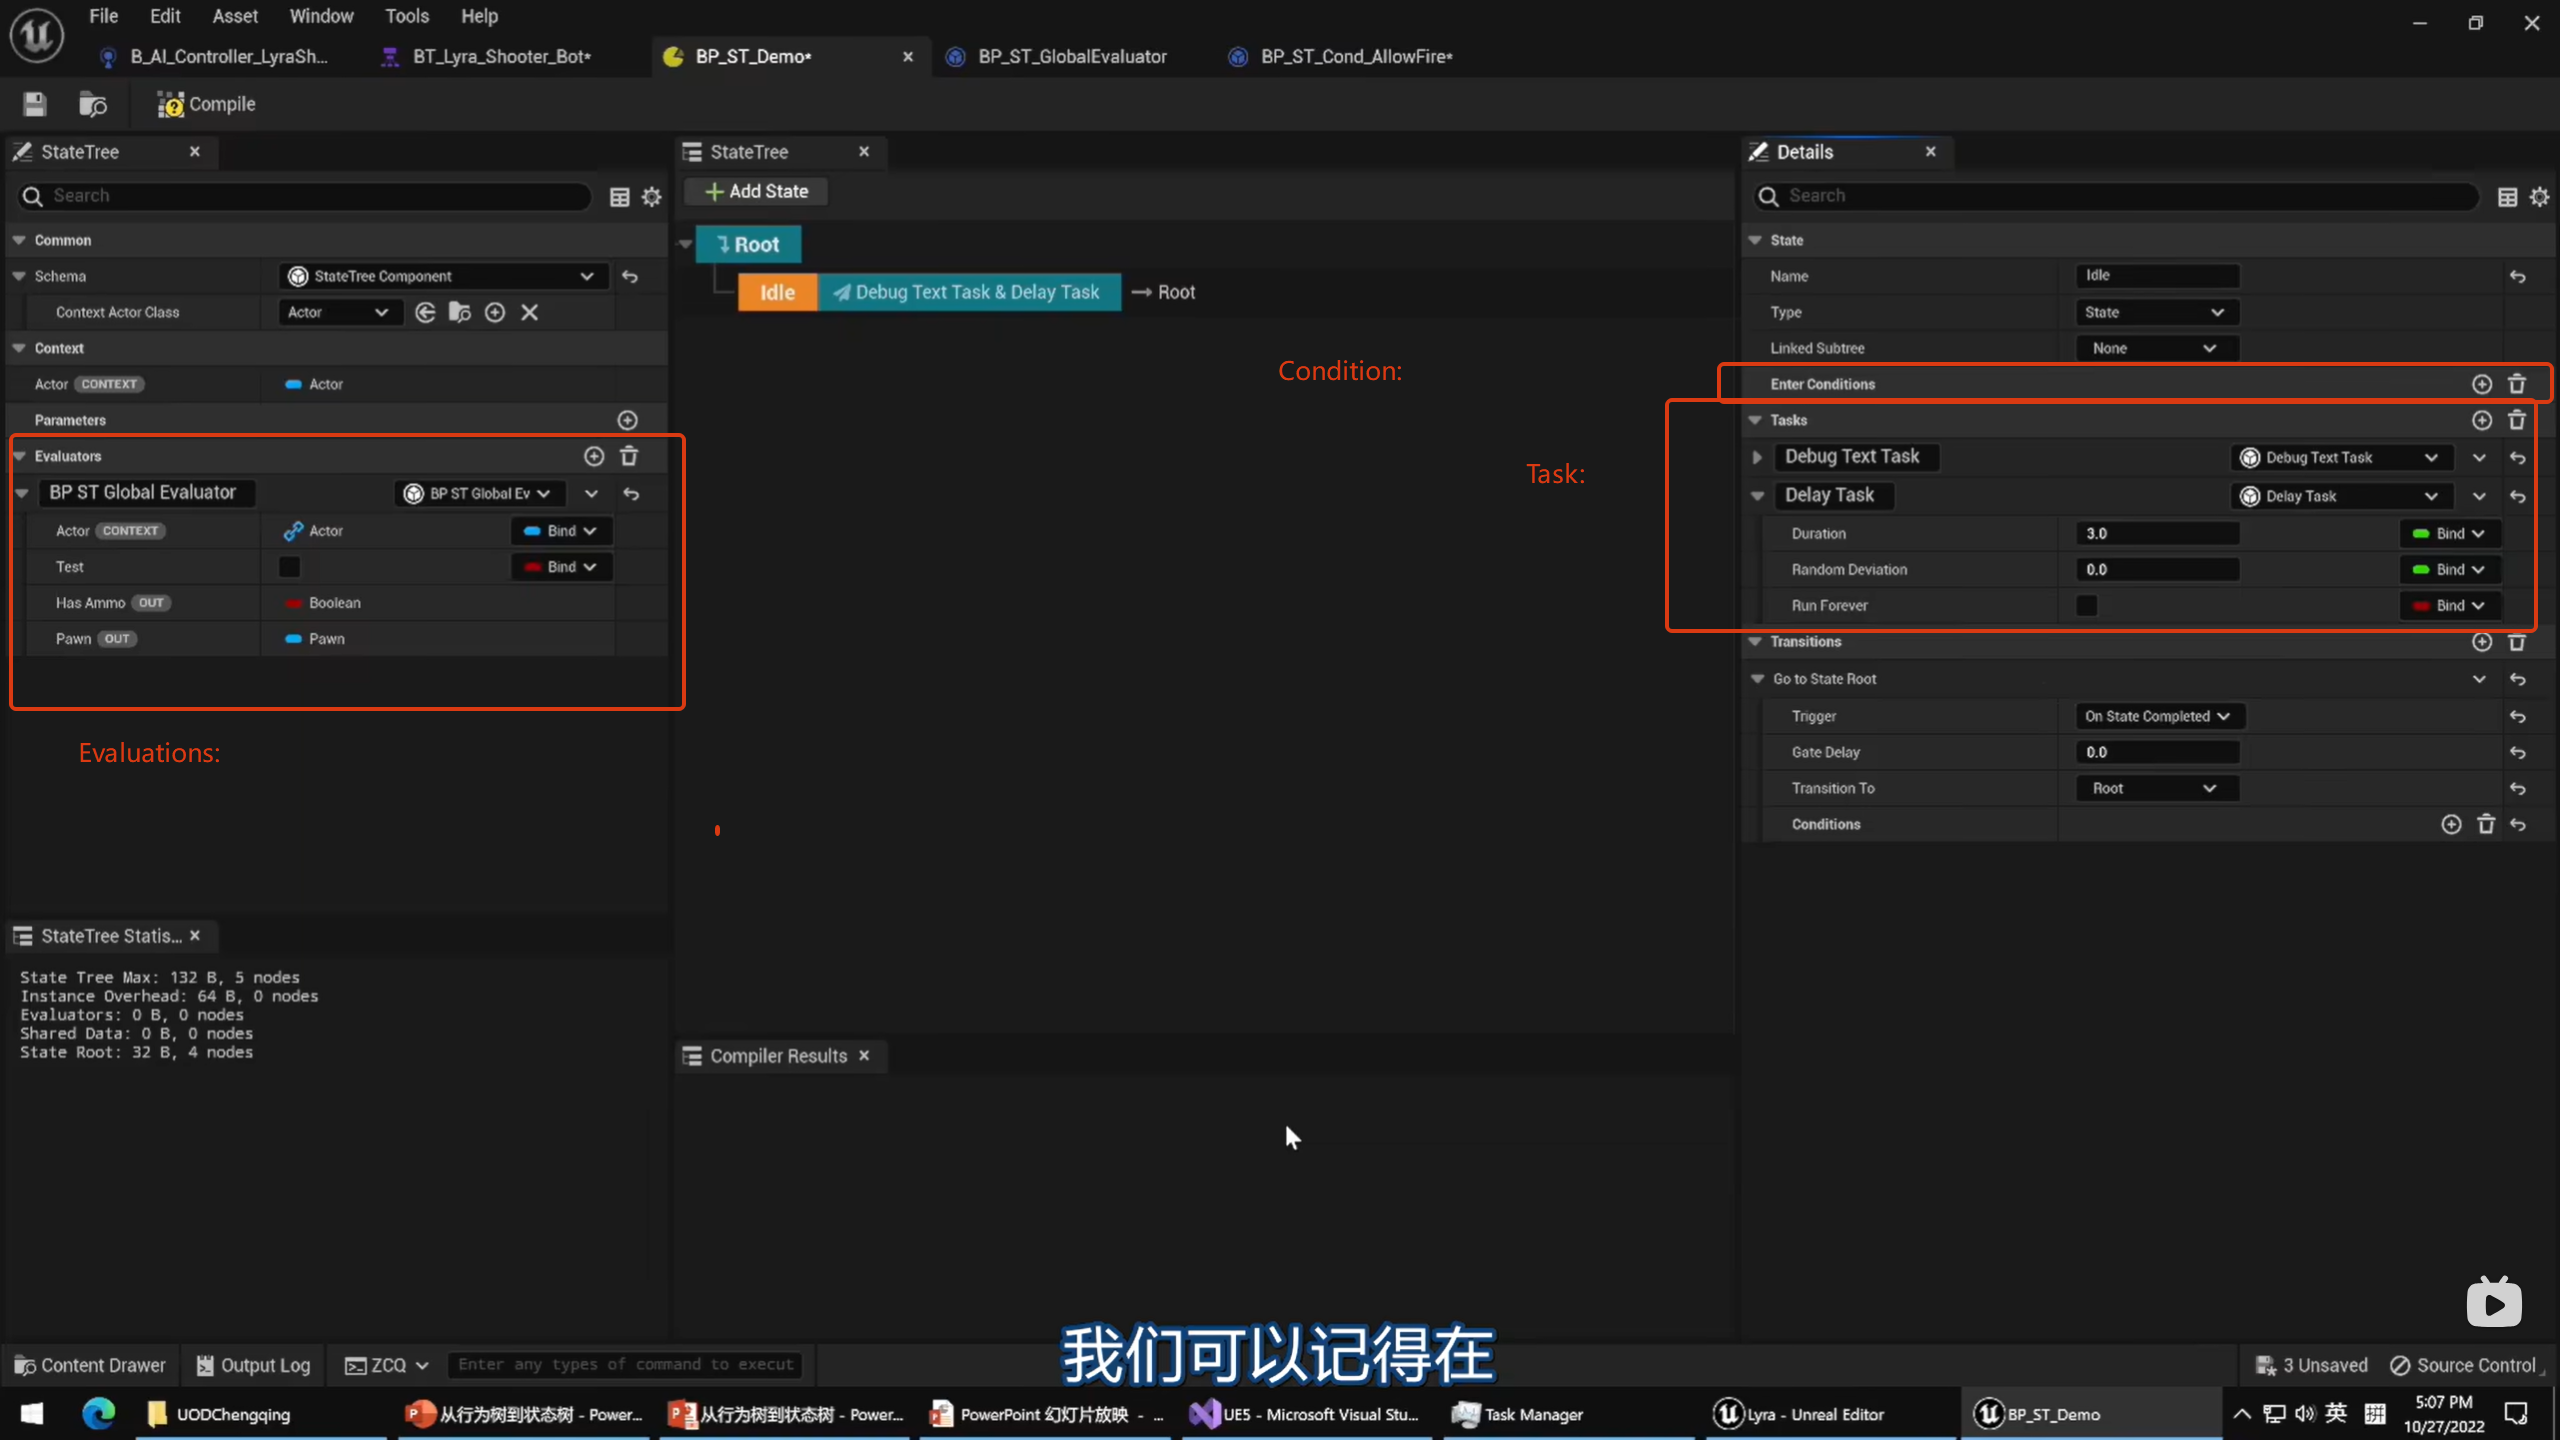 File Edit Asset Window Tools Help
B_AI_Controller_LyraSh... BT_Lyra_Shooter_Bot* BP_ST_Demo* BP_ST_GlobalEvaluator BP_ST_Cond_AllowFire*
Compile
StateTree
Search
Common
Schema StateTree Component
Context Actor Class Actor
Context
Actor CONTEXT Actor
Parameters
Evaluators
BP ST Global Evaluator BP ST Global Ev
Actor CONTEXT Actor Bind
Test Bind
Has Ammo OUT Boolean
Pawn OUT Pawn
Evaluations:
StateTree Statis...
State Tree Max: 132 B, 5 nodes
Instance Overhead: 64 B, 0 nodes
Evaluators: 0 B, 0 nodes
Shared Data: 0 B, 0 nodes
State Root: 32 B, 4 nodes
StateTree
Add State
Root
Idle Debug Text Task & Delay Task Root
Condition:
Task:
Compiler Results
Details
Search
State
Name Idle
Type State
Linked Subtree None
Enter Conditions
Tasks
Debug Text Task Debug Text Task
Delay Task Delay Task
Duration 3.0 Bind
Random Deviation 0.0 Bind
Run Forever Bind
Transitions
Go to State Root
Trigger On State Completed
Gate Delay 0.0
Transition To Root
Conditions
我们可以记得在
Content Drawer Output Log ZCQ Enter any types of command to execut 3 Unsaved Source Control
UODChengqing 从行为树到状态树 - Power... 从行为树到状态树 - Power... PowerPoint 幻灯片放映 - ... UE5 - Microsoft Visual Stu... Task Manager Lyra - Unreal Editor BP_ST_Demo 英 拼 5:07 PM
10/27/2022